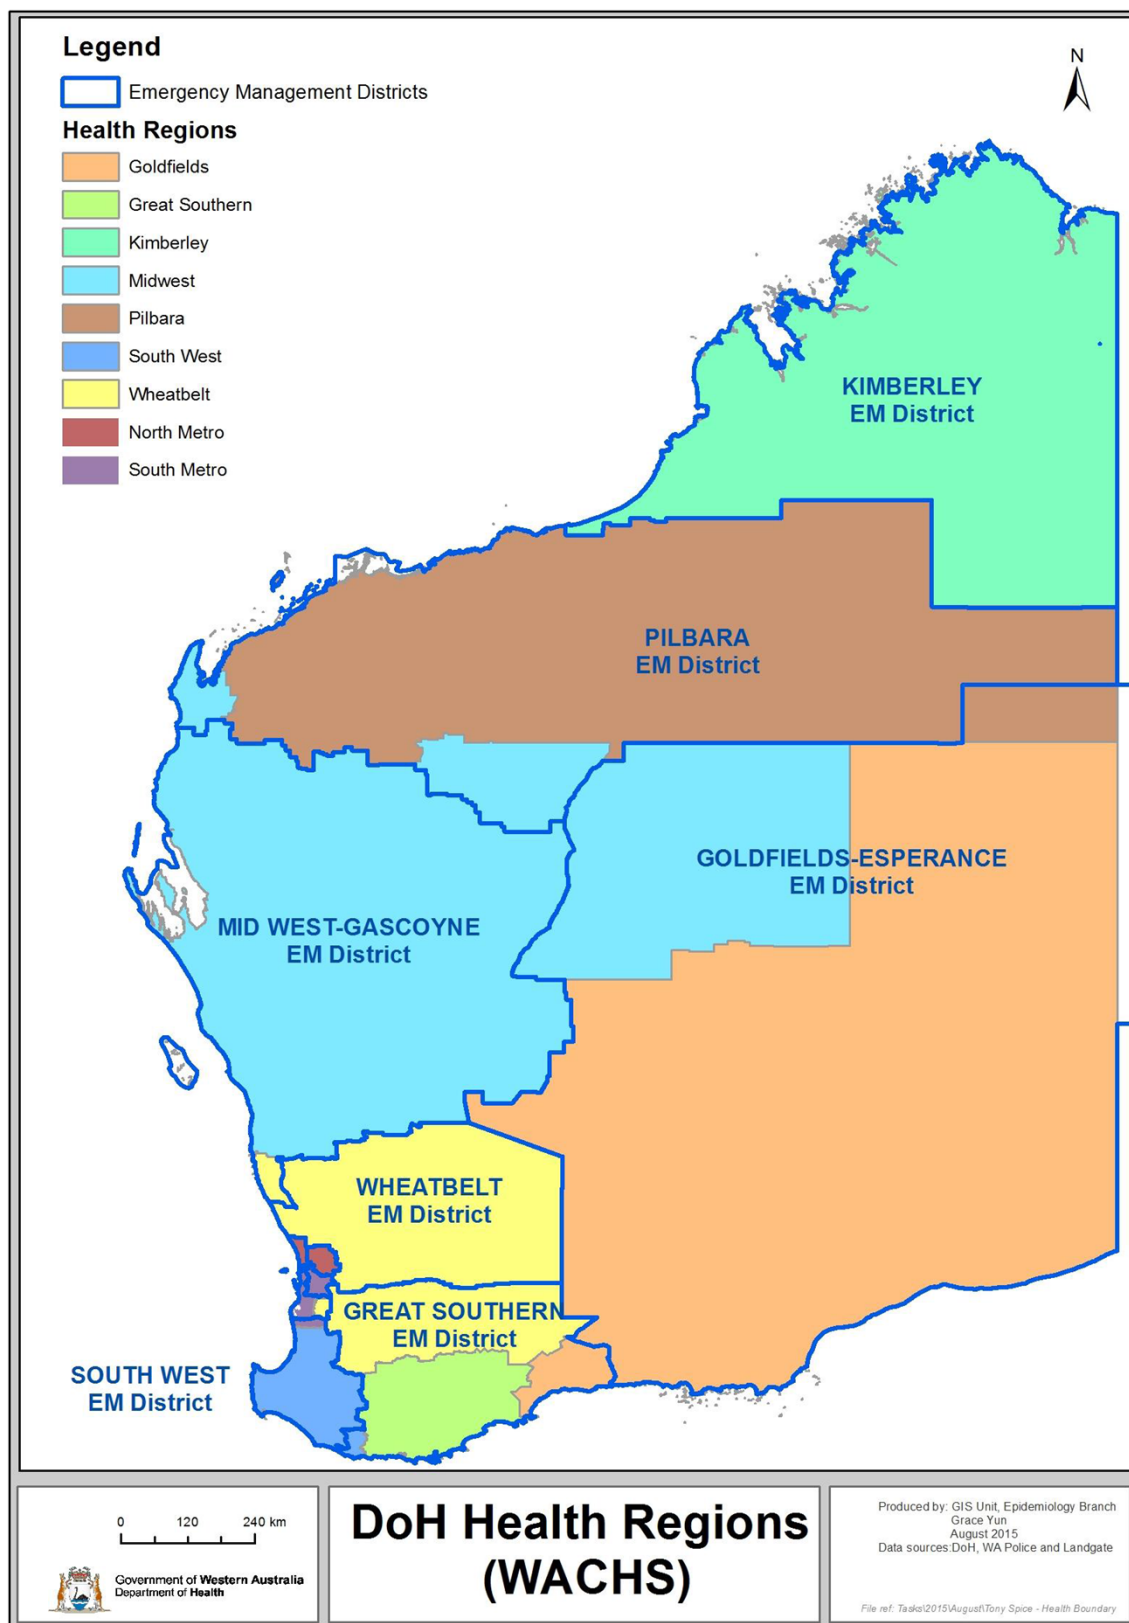 Legend
Emergency Management Districts
Health Regions
Goldfields
Great Southern
Kimberley
Midwest
Pilbara
South West
Wheatbelt
North Metro
South Metro
N
KIMBERLEY
EM District
PILBARA
EM District
GOLDFIELDS-ESPERANCE
EM District
MID WEST-GASCOYNE
EM District
WHEATBELT
EM District
GREAT SOUTHERN
EM District
SOUTH WEST
EM District
0 120 240 km
Government of Western Australia
Department of Health
DoH Health Regions
(WACHS)
Produced by: GIS Unit, Epidemiology Branch
Grace Yun
August 2015
Data sources:DoH, WA Police and Landgate
File ref: Tasks\2015\August\Tony Spice - Health Boundary